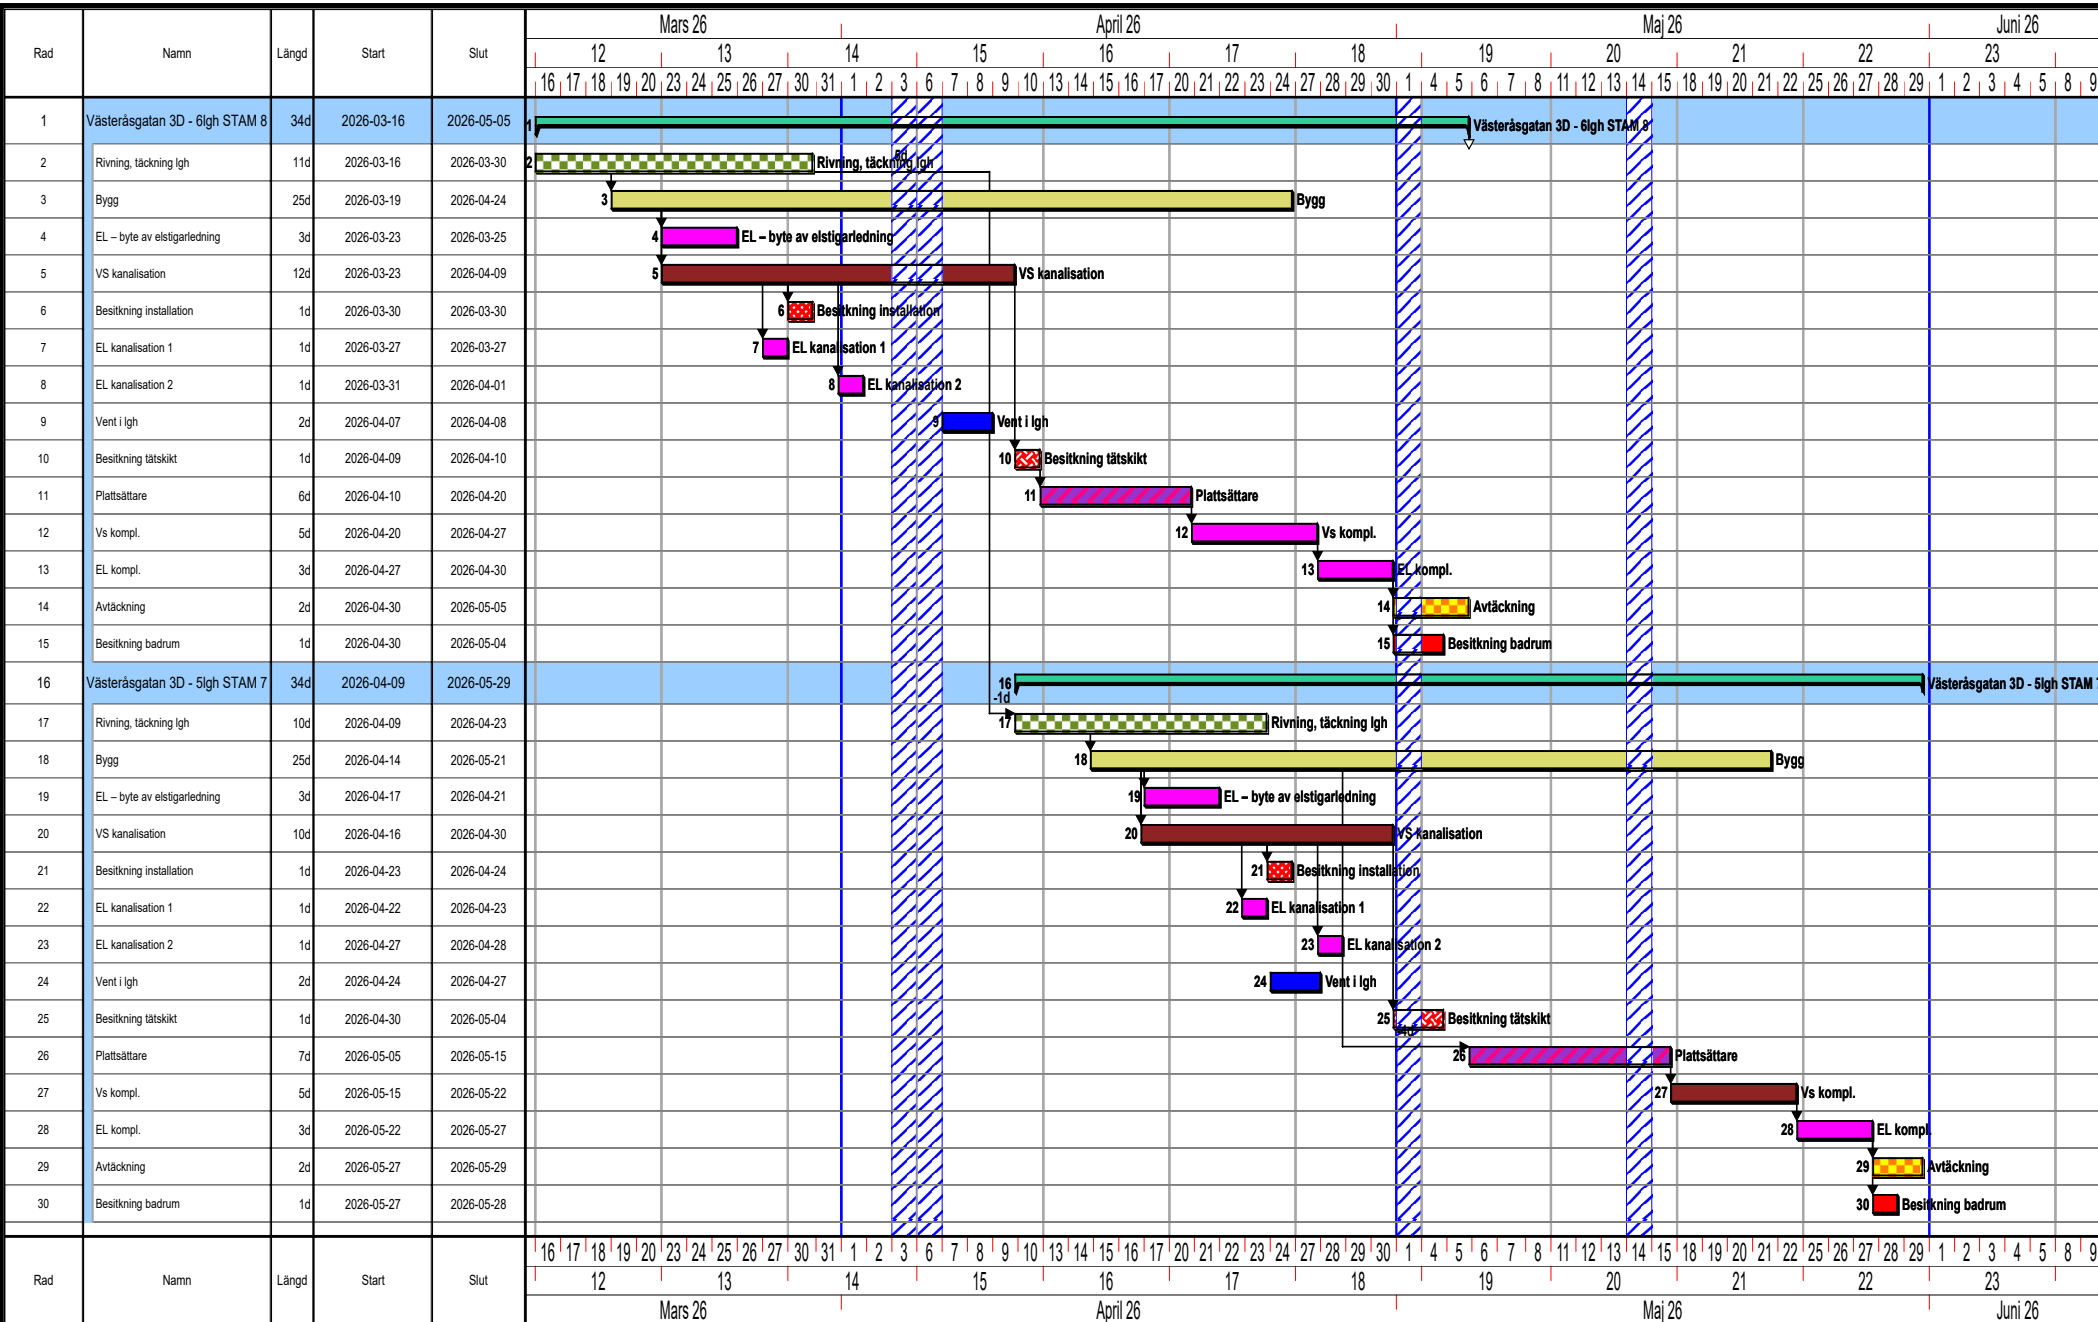 Mars 26 April 26 Maj 26 Juni 26
Rad Namn Längd Start Slut 12 13 14 15 16 17 18 19 20 21 22 23
16 17 18 19 20 23 24 25 26 27 30 31 1 2 3 6 7 8 9 10 13 14 15 16 17 20 21 22 23 24 27 28 29 30 1 4 5 6 7 8 11 12 13 14 15 18 19 20 21 22 25 26 27 28 29 1 2 3 4 5 8 9
1 Västeråsgatan 3D - 6lgh STAM 8 34d 2026-03-16 2026-05-05 1 Västeråsgatan 3D - 6lgh STAM 8
2 Rivning, täckning lgh 11d 2026-03-16 2026-03-30 2 Rivning, täckning lgh
3 Bygg 25d 2026-03-19 2026-04-24 3 Bygg
4 EL – byte av elstigarledning 3d 2026-03-23 2026-03-25 4 EL – byte av elstigarledning
5 VS kanalisation 12d 2026-03-23 2026-04-09 5 VS kanalisation
6 Besitkning installation 1d 2026-03-30 2026-03-30 6 Besitkning installation
7 EL kanalisation 1 1d 2026-03-27 2026-03-27 7 EL kanalisation 1
8 EL kanalisation 2 1d 2026-03-31 2026-04-01 8 EL kanalisation 2
9 Vent i lgh 2d 2026-04-07 2026-04-08 9 Vent i lgh
10 Besitkning tätskikt 1d 2026-04-09 2026-04-10 10 Besitkning tätskikt
11 Plattsättare 6d 2026-04-10 2026-04-20 11 Plattsättare
12 Vs kompl. 5d 2026-04-20 2026-04-27 12 Vs kompl.
13 EL kompl. 3d 2026-04-27 2026-04-30 13 EL kompl.
14 Avtäckning 2d 2026-04-30 2026-05-05 14 Avtäckning
15 Besitkning badrum 1d 2026-04-30 2026-05-04 15 Besitkning badrum
16 Västeråsgatan 3D - 5lgh STAM 7 34d 2026-04-09 2026-05-29 16 Västeråsgatan 3D - 5lgh STAM
-1d
17 Rivning, täckning lgh 10d 2026-04-09 2026-04-23 17 Rivning, täckning lgh
18 Bygg 25d 2026-04-14 2026-05-21 18 Bygg
19 EL – byte av elstigarledning 3d 2026-04-17 2026-04-21 19 EL – byte av elstigarledning
20 VS kanalisation 10d 2026-04-16 2026-04-30 20 VS kanalisation
21 Besitkning installation 1d 2026-04-23 2026-04-24 21 Besitkning installation
22 EL kanalisation 1 1d 2026-04-22 2026-04-23 22 EL kanalisation 1
23 EL kanalisation 2 1d 2026-04-27 2026-04-28 23 EL kanalisation 2
24 Vent i lgh 2d 2026-04-24 2026-04-27 24 Vent i lgh
25 Besitkning tätskikt 1d 2026-04-30 2026-05-04 25 Besitkning tätskikt
26 Plattsättare 7d 2026-05-05 2026-05-15 26 Plattsättare
27 Vs kompl. 5d 2026-05-15 2026-05-22 27 Vs kompl.
28 EL kompl. 3d 2026-05-22 2026-05-27 28 EL kompl.
29 Avtäckning 2d 2026-05-27 2026-05-29 29 Avtäckning
30 Besitkning badrum 1d 2026-05-27 2026-05-28 30 Besitkning badrum
16 17 18 19 20 23 24 25 26 27 30 31 1 2 3 6 7 8 9 10 13 14 15 16 17 20 21 22 23 24 27 28 29 30 1 4 5 6 7 8 11 12 13 14 15 18 19 20 21 22 25 26 27 28 29 1 2 3 4 5 8 9
Rad Namn Längd Start Slut 12 13 14 15 16 17 18 19 20 21 22 23
Mars 26 April 26 Maj 26 Juni 26